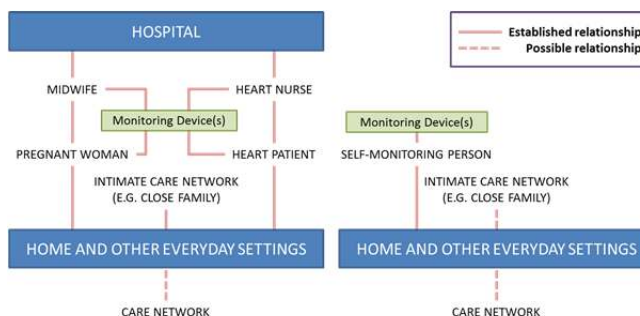 HOSPITAL
Established relationship
Possible relationship
MIDWIFE
HEART NURSE
Monitoring Device(s)
PREGNANT WOMAN
HEART PATIENT
INTIMATE CARE NETWORK
(E.G. CLOSE FAMILY)
HOME AND OTHER EVERYDAY SETTINGS
CARE NETWORK
Monitoring Device(s)
SELF-MONITORING PERSON
INTIMATE CARE NETWORK
(E.G. CLOSE FAMILY)
HOME AND OTHER EVERYDAY SETTINGS
CARE NETWORK